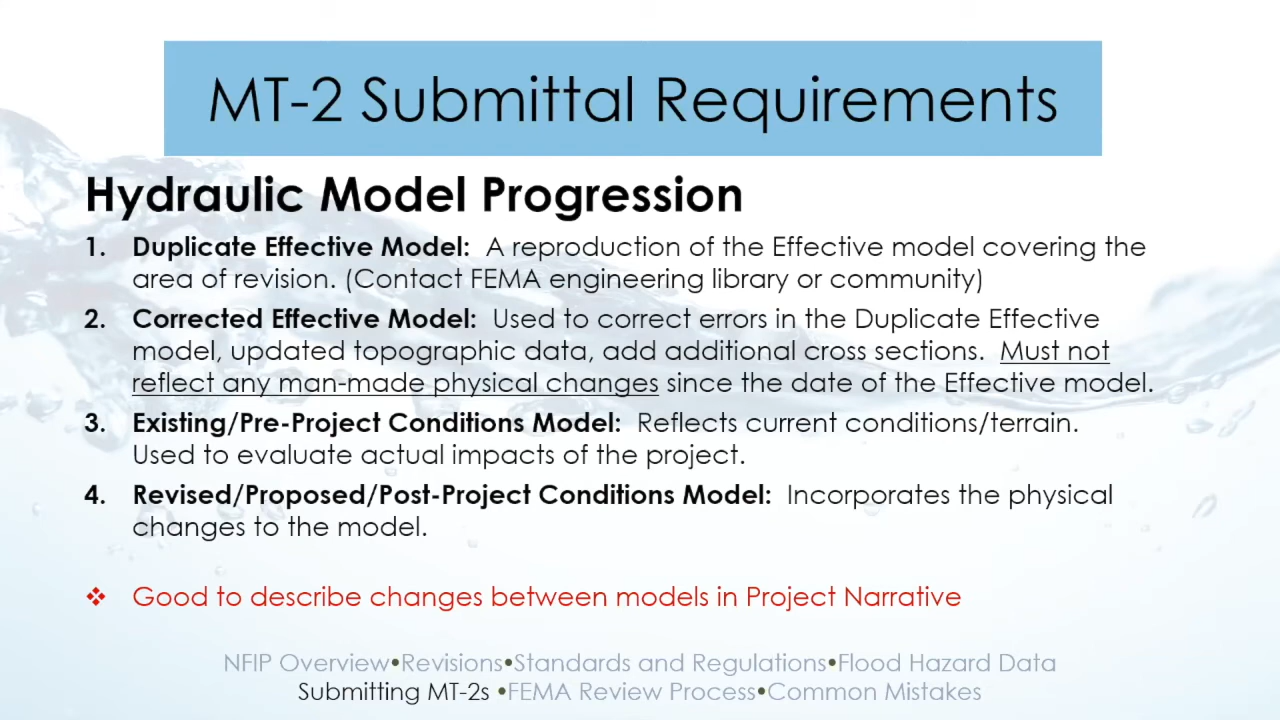 MT-2 Submittal Requirements
Hydraulic Model Progression
1. Duplicate Effective Model: A reproduction of the Effective model covering the
area of revision. (Contact FEMA engineering library or community)
2. Corrected Effective Model: Used to correct errors in the Duplicate Effective
model, updated topographic data, add additional cross sections. Must not
reflect any man-made physical changes since the date of the Effective model.
3. Existing/Pre-Project Conditions Model: Reflects current conditions/terrain.
Used to evaluate actual impacts of the project.
4. Revised/Proposed/Post-Project Conditions Model: Incorporates the physical
changes to the model.
❖ Good to describe changes between models in Project Narrative
NFIP Overview•Revisions•Standards and Regulations•Flood Hazard Data
Submitting MT-2s •FEMA Review Process•Common Mistakes